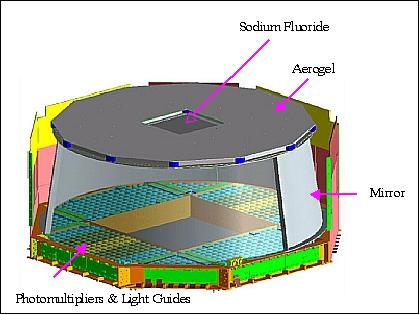 Sodium Fluoride
Aerogel
Mirror
Photomultipliers & Light Guides